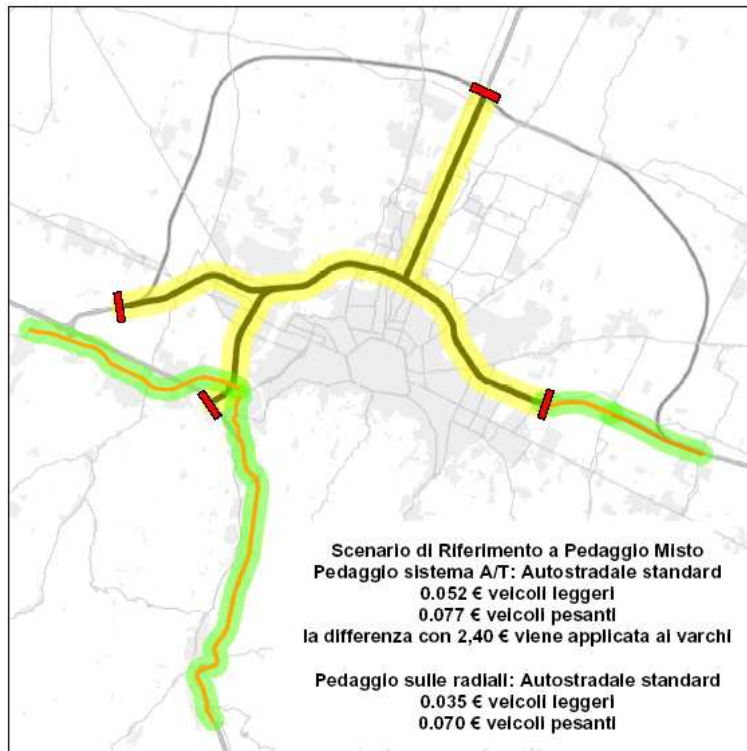 Scenario di Riferimento a Pedaggio Misto
Pedaggio sistema A/T: Autostradale standard
0.052 € veicoli leggeri
0.077 € veicoli pesanti
la differenza con 2,40 € viene applicata ai varchi
Pedaggio sulle radiali: Autostradale standard
0.035 € veicoli leggeri
0.070 € veicoli pesanti